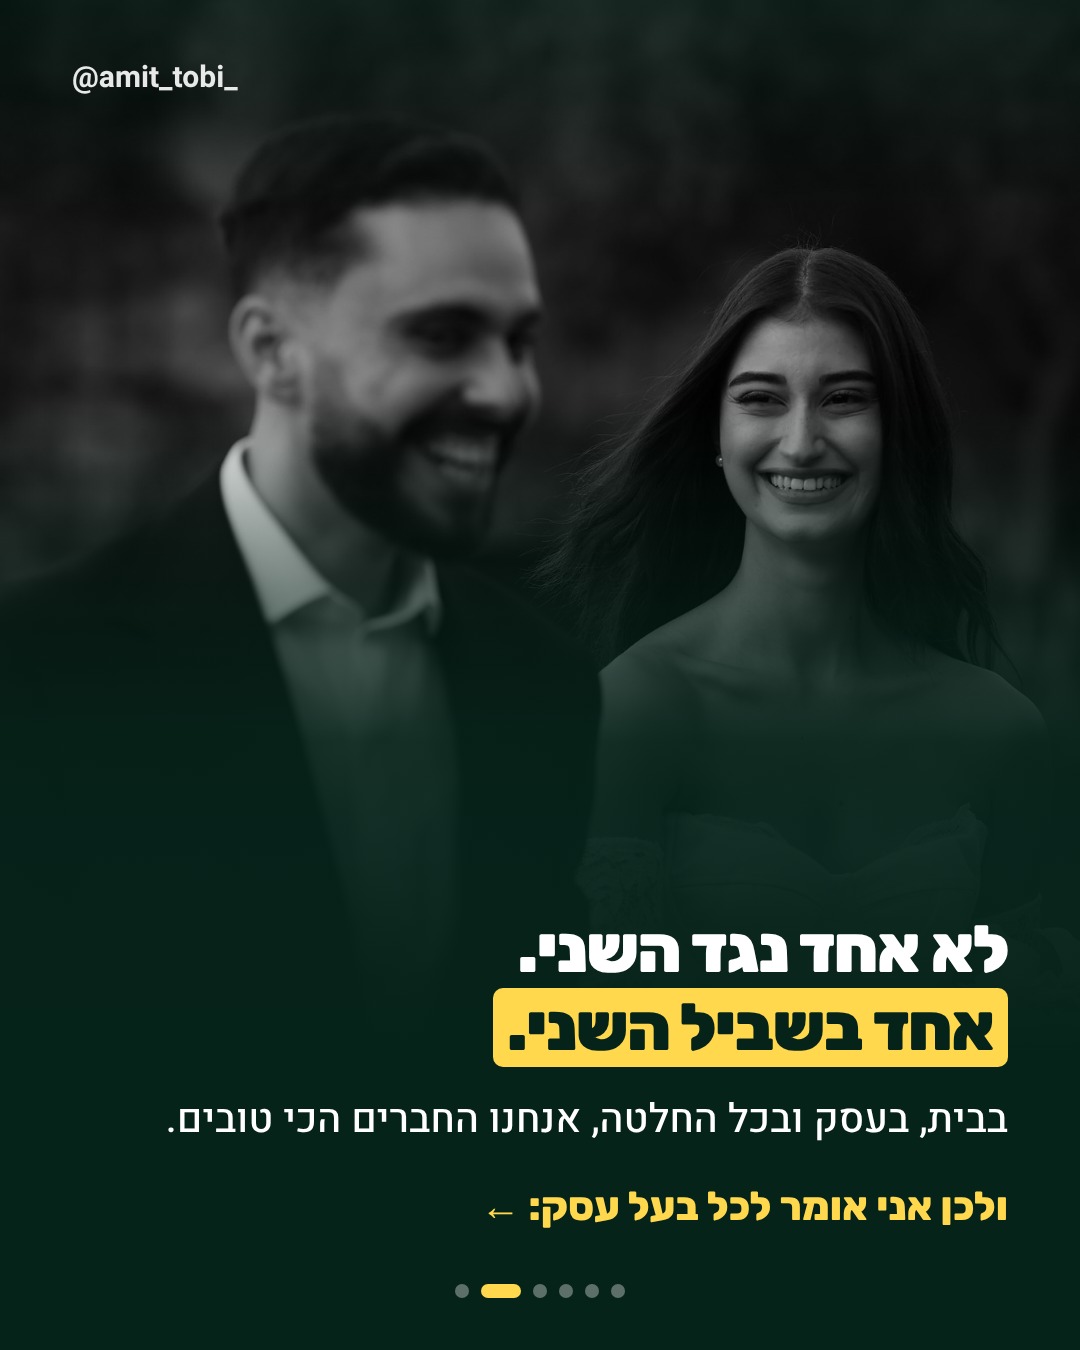 @amit_tobi_
לא אחד נגד השני.
אחד בשביל השני.
בבית, בעסק ובכל החלטה, אנחנו החברים הכי טובים.
ולכן אני אומר לכל בעל עסק: ←